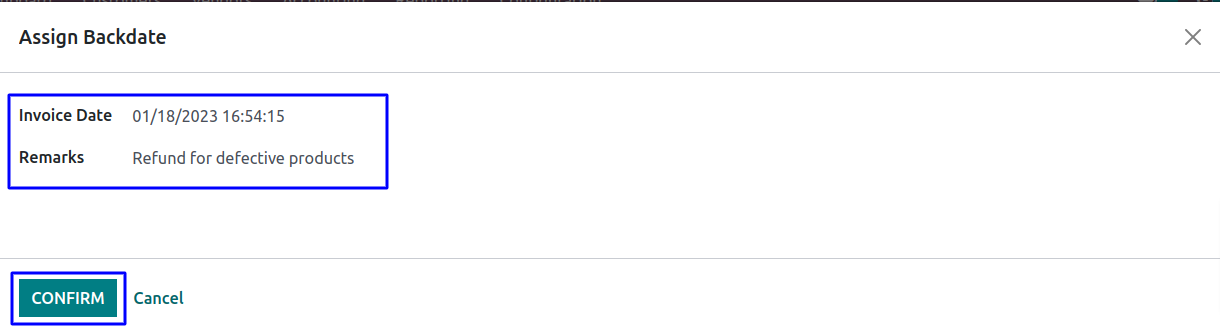 Assign Backdate
Invoice Date 01/18/2023 16:54:15
Remarks Refund for defective products
CONFIRM Cancel